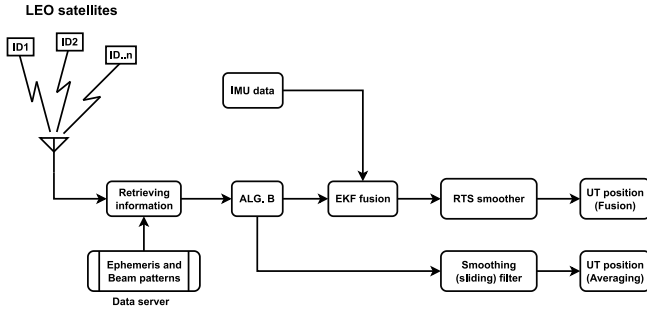 LEO satellites
ID1
ID2
ID..n
IMU data
Retrieving
information
ALG. B
EKF fusion
RTS smoother
UT position
(Fusion)
Ephemeris and
Beam patterns
Data server
Smoothing
(sliding) filter
UT position
(Averaging)